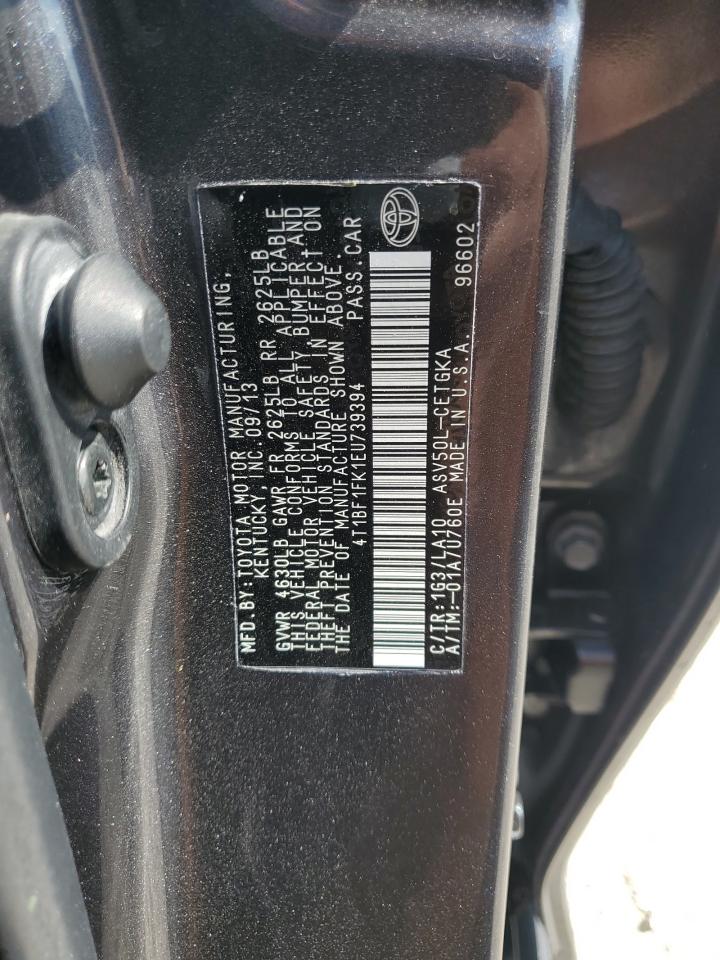 MFD. BY: TOYOTA MOTOR MANUFACTURING,
KENTUCKY, INC. 09/13
GVWR 4630LB GAWR FR 2625LB RR 2625LB
THIS VEHICLE CONFORMS TO ALL APPLICABLE
FEDERAL MOTOR VEHICLE SAFETY, BUMPER AND
THEFT PREVENTION STANDARDS IN EFFECT ON
THE DATE OF MANUFACTURE SHOWN ABOVE.
4T1BF1FK1EU739394 PASS. CAR
C/TR: 1G3/LA10 ASV50L-CETGKA
A/TM: -01A/0760E MADE IN U.S.A. 96602